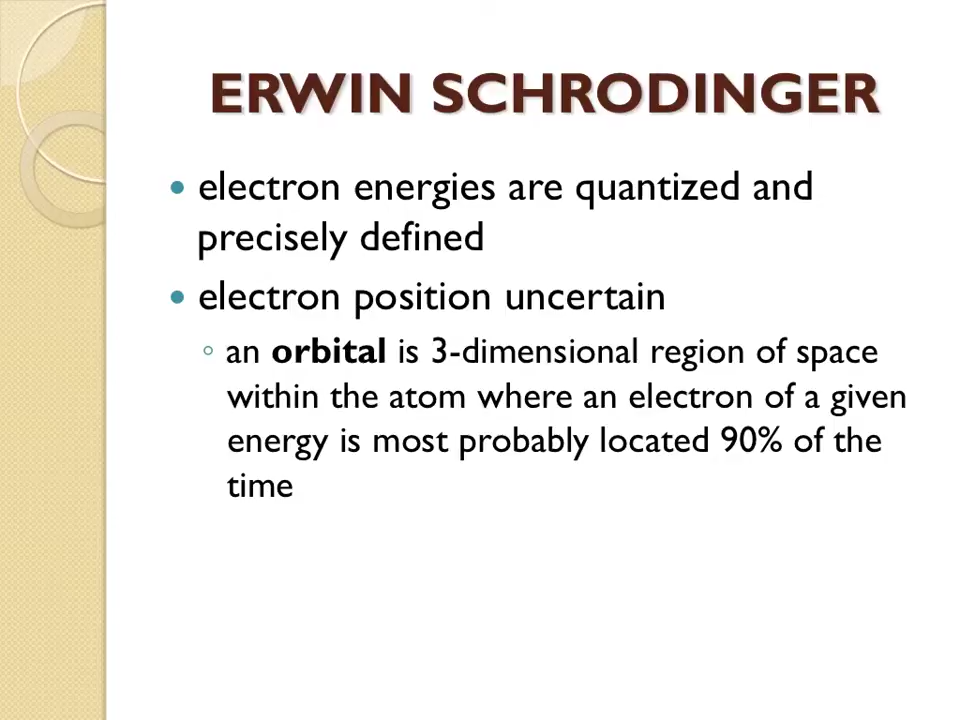 ERWIN SCHRODINGER
• electron energies are quantized and
precisely defined
• electron position uncertain
◦ an orbital is 3-dimensional region of space
within the atom where an electron of a given
energy is most probably located 90% of the
time